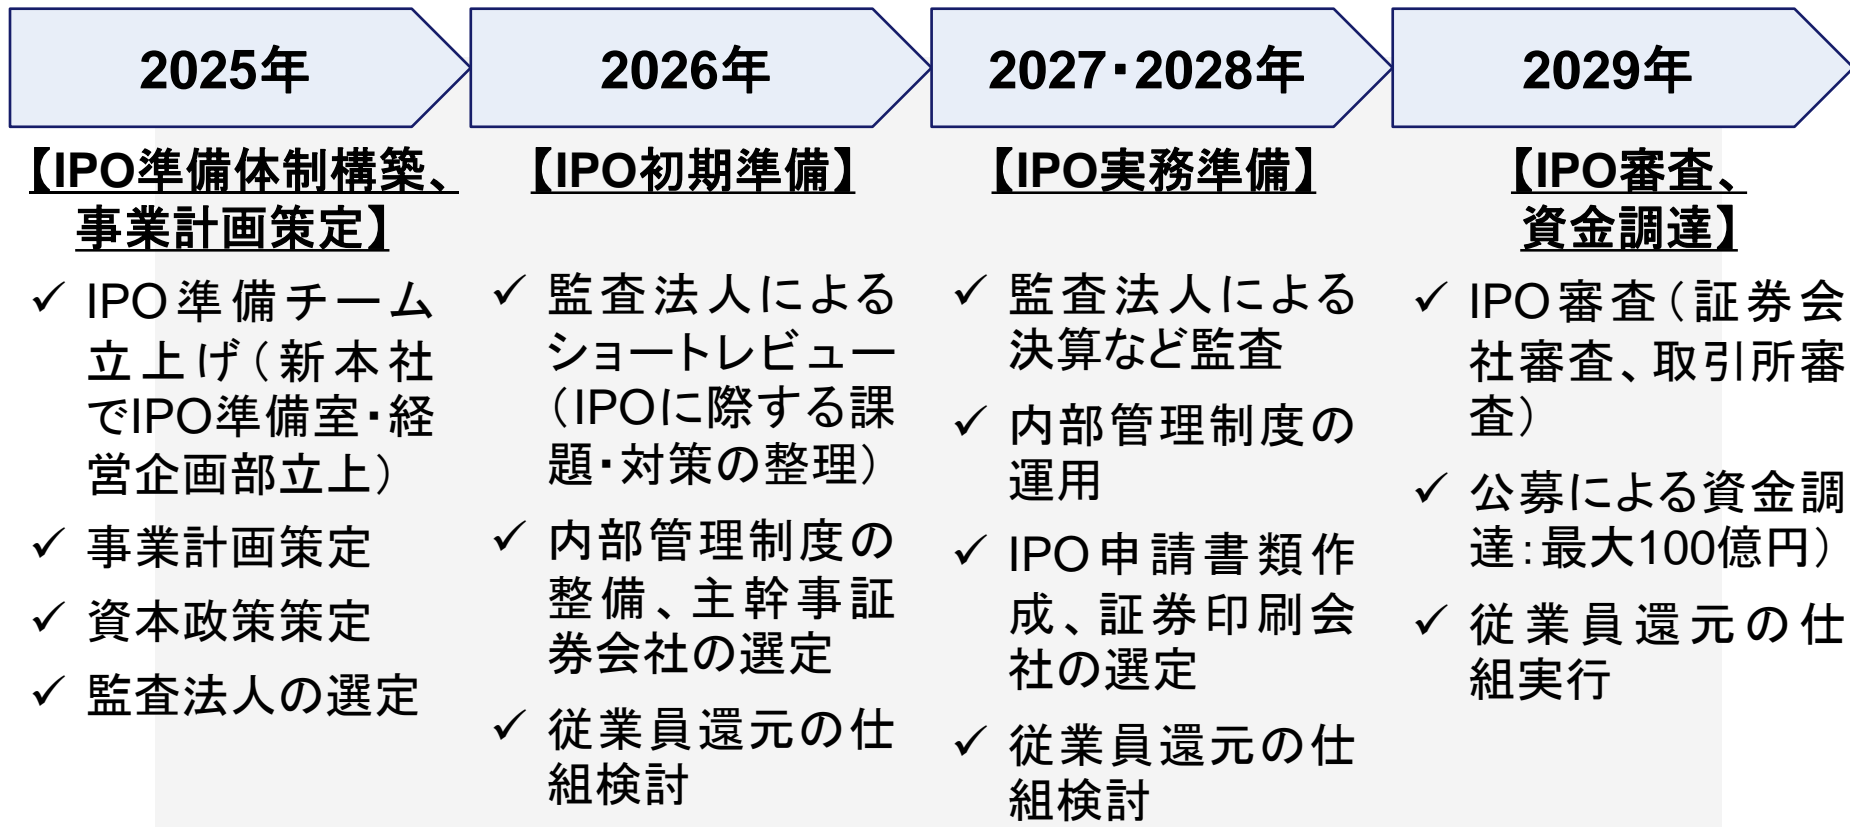 2025年
2026年
2027・2028年
2029年
【IPO準備体制構築、
事業計画策定】
✓ IPO準備チーム
立上げ（新本社
でIPO準備室・経
営企画部立上）
✓ 事業計画策定
✓ 資本政策策定
✓ 監査法人の選定
【IPO初期準備】
✓ 監査法人による
ショートレビュー
（IPOに際する課
題・対策の整理）
✓ 内部管理制度の
整備、主幹事証
券会社の選定
✓ 従業員還元の仕
組検討
【IPO実務準備】
✓ 監査法人による
決算など監査
✓ 内部管理制度の
運用
✓ IPO申請書類作
成、証券印刷会
社の選定
✓ 従業員還元の仕
組検討
【IPO審査、
資金調達】
✓ IPO審査（証券会
社審査、取引所審
査）
✓ 公募による資金調
達：最大100億円）
✓ 従業員還元の仕
組実行